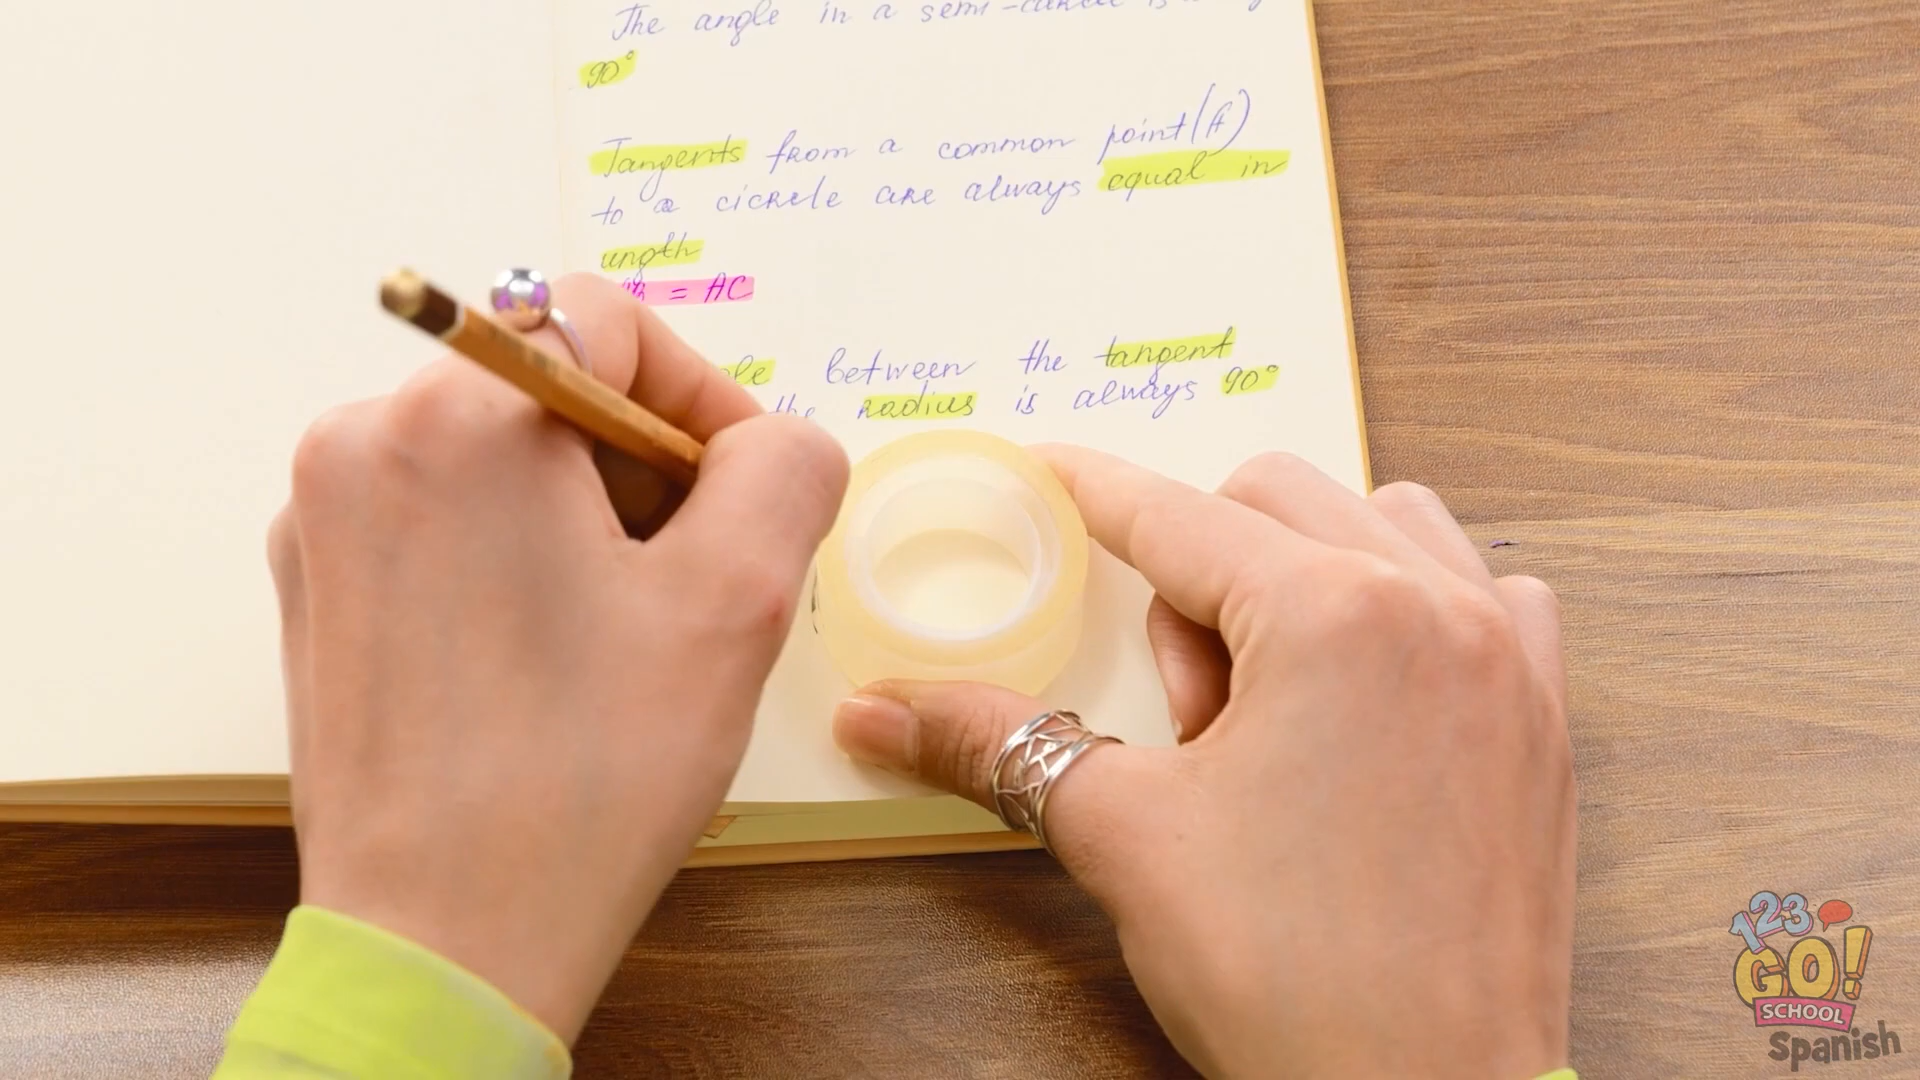 The angle in a semi-
90°
Tangents from a common point (A)
to a cicrcle are always equal in
length
= AC
between the tangent
the radius is always 90°
123
GO!
SCHOOL
Spanish